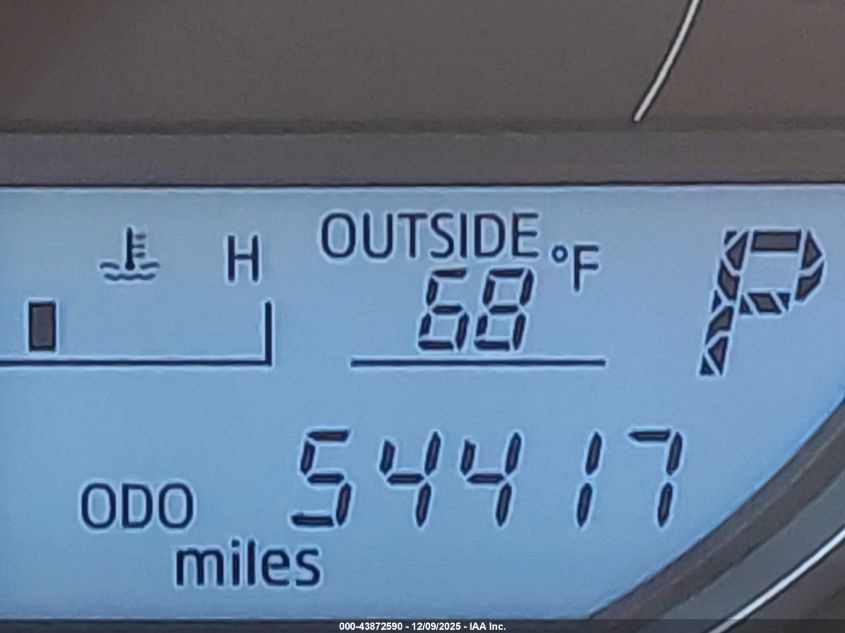 H
OUTSIDE
68 °F
P
ODO 54417
miles
000-43872590 - 12/09/2025 - IAA Inc.